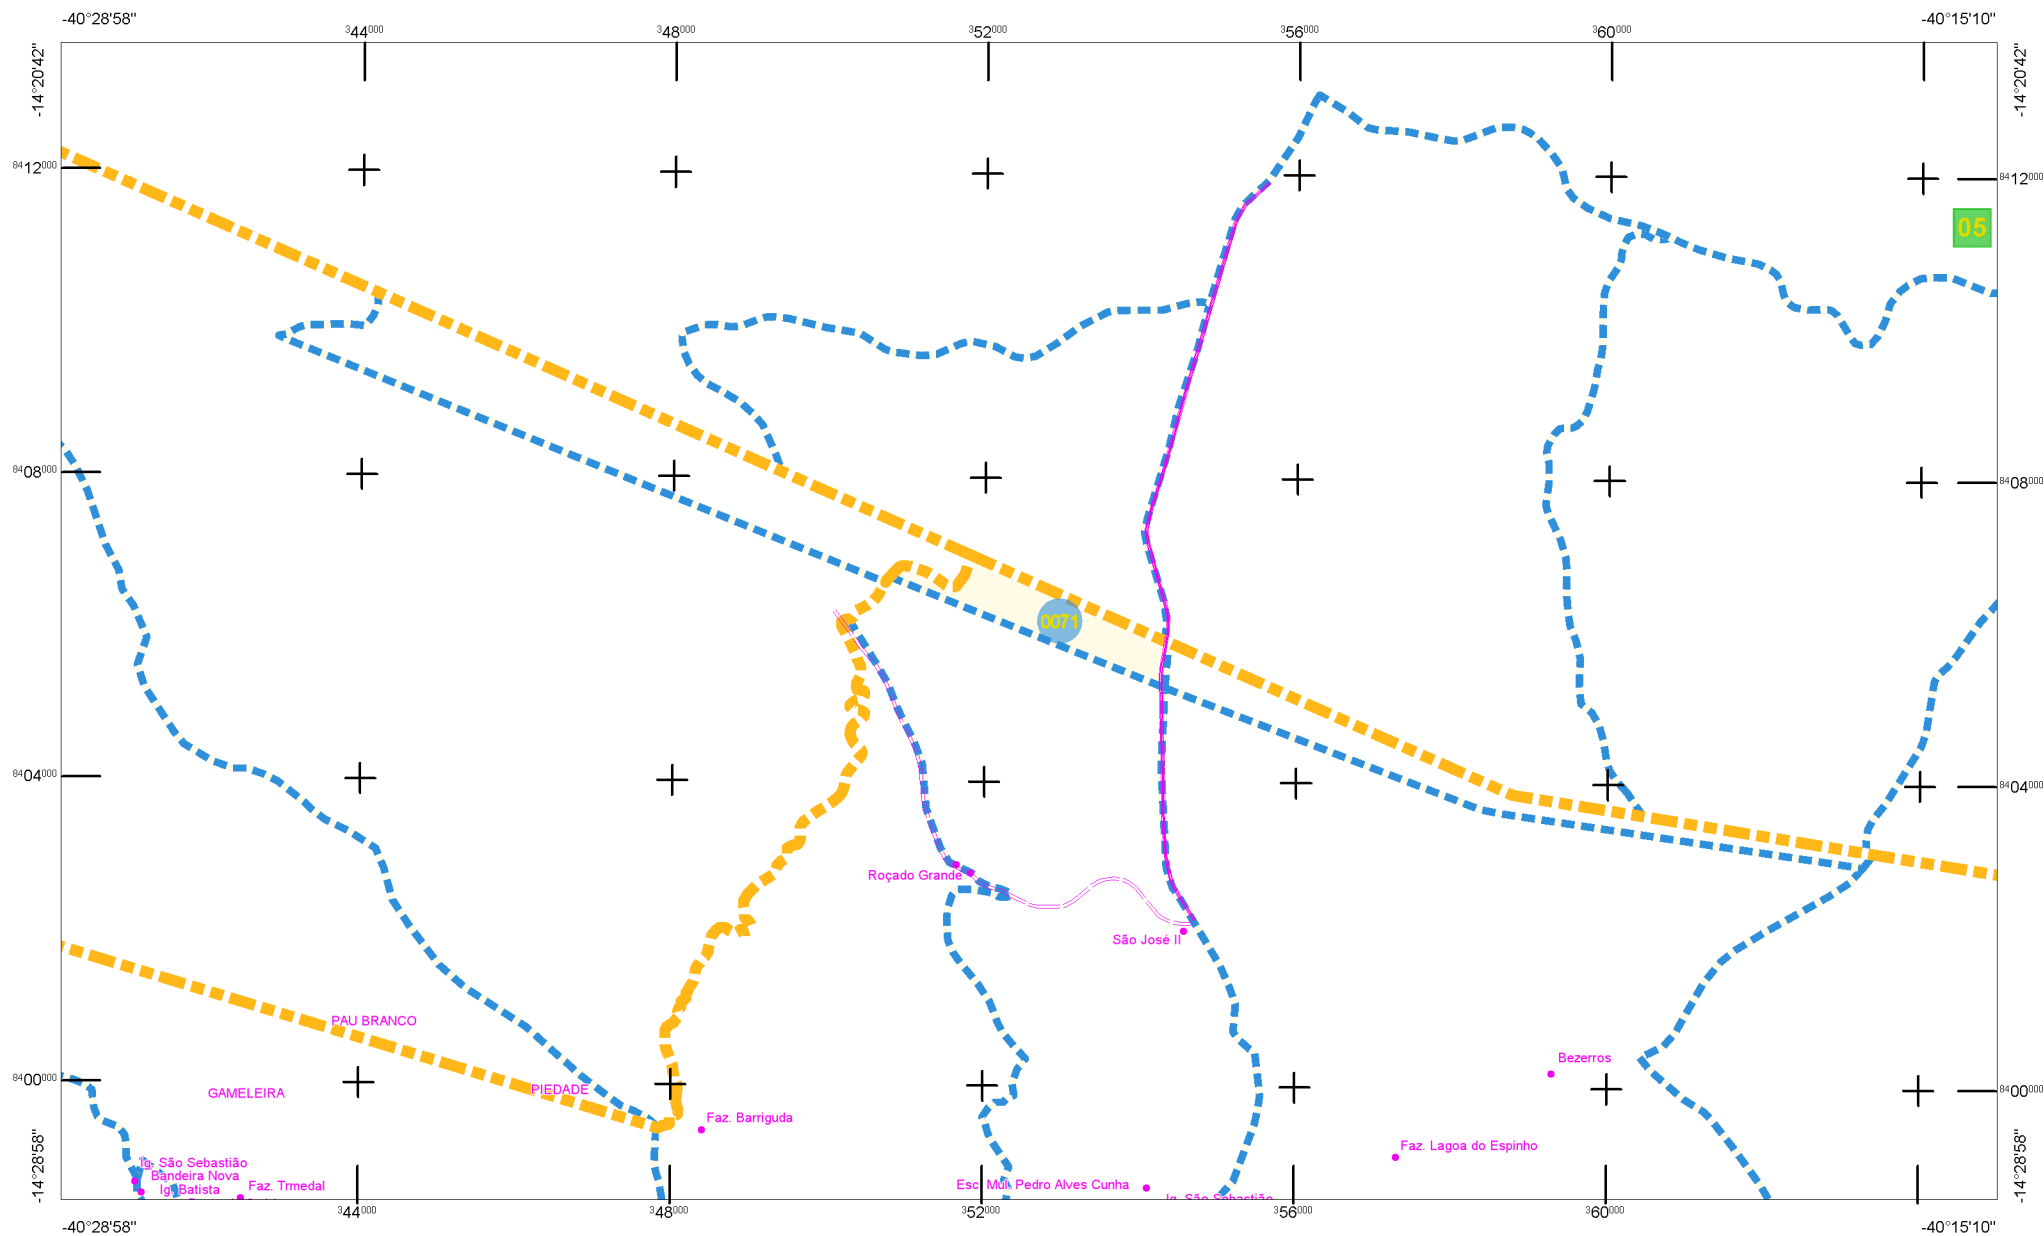 -40°28'58"
-40°15'10"
344000
348000
352000
356000
360000
-14°20'42"
-14°20'42"
8412000
8412000
05
8408000
8408000
0071
8404000
8404000
Roçado Grande
São José II
PAU BRANCO
Bezerros
8400000
8400000
GAMELEIRA
PIEDADE
Faz. Barriguda
Faz. Lagoa do Espinho
-14°28'58"
-14°28'58"
Ig. São Sebastião
Bandeira Nova
Ig. Batista
Faz. Trmedal
Esc. Mul. Pedro Alves Cunha
Ig. São Sebastião
344000
348000
352000
356000
360000
-40°28'58"
-40°15'10"